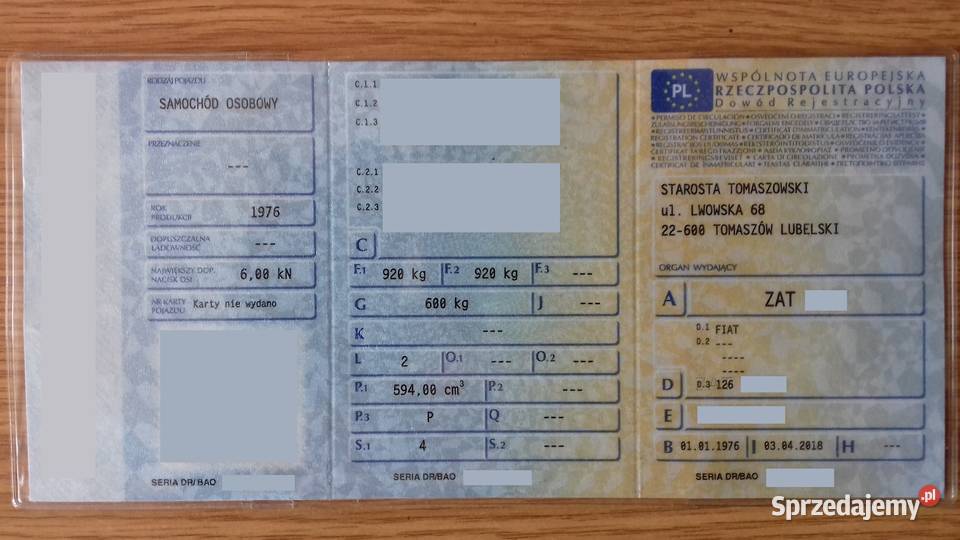 RODZAJ POJAZDU
SAMOCHÓD OSOBOWY
PRZEZNACZENIE
---
ROK PRODUKCJI 1976
DOPUSZCZALNA ŁADOWNOŚĆ ---
NAJWIĘKSZY DOP. NACISK OSI 6,00 kN
NR KARTY POJAZDU Karty nie wydano
SERIA DR/BAO
C.1.1
C.1.2
C.1.3
C.2.1
C.2.2
C.2.3
C
F.1 920 kg F.2 920 kg F.3 ---
G 600 kg J ---
K ---
L 2 O.1 --- O.2 ---
P.1 594,00 cm³ P.2 ---
P.3 P Q ---
S.1 4 S.2 ---
SERIA DR/BAO
PL
WSPÓLNOTA EUROPEJSKA
RZECZPOSPOLITA POLSKA
Dowód Rejestracyjny
STAROSTA TOMASZOWSKI
ul. LWOWSKA 68
22-600 TOMASZÓW LUBELSKI
ORGAN WYDAJĄCY
A ZAT
D.1 FIAT
D.2 ---
----
----
D D.3 126
E
B 01.01.1976 I 03.04.2018 H ---
SERIA DR/BAO
Sprzedajemy.pl